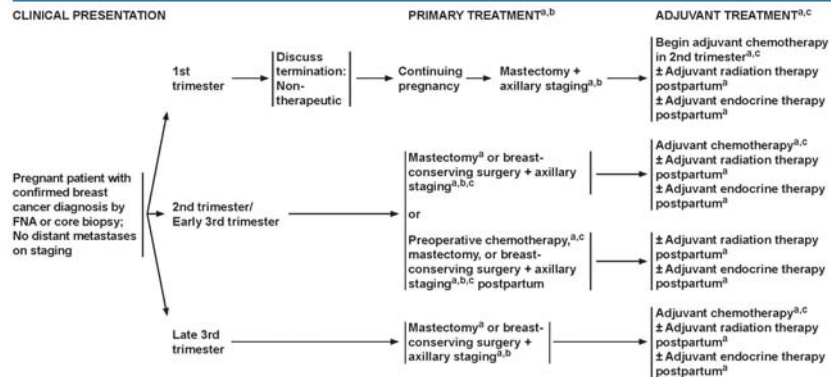 CLINICAL PRESENTATION
PRIMARY TREATMENTa,b
ADJUVANT TREATMENTa,c
Pregnant patient with
confirmed breast
cancer diagnosis by
FNA or core biopsy;
No distant metastases
on staging
1st
trimester
Discuss
termination:
Non-
therapeutic
Continuing
pregnancy
Mastectomy +
axillary staginga,b
Begin adjuvant chemotherapy
in 2nd trimestera,c
± Adjuvant radiation therapy
postpartuma
± Adjuvant endocrine therapy
postpartuma
2nd trimester/
Early 3rd trimester
Mastectomya or breast-
conserving surgery + axillary
staginga,b,c
Adjuvant chemotherapya,c
± Adjuvant radiation therapy
postpartuma
± Adjuvant endocrine therapy
postpartuma
or
Preoperative chemotherapy,a,c
mastectomy, or breast-
conserving surgery + axillary
staginga,b,c postpartum
± Adjuvant radiation therapy
postpartuma
± Adjuvant endocrine therapy
postpartuma
Late 3rd
trimester
Mastectomya or breast-
conserving surgery +
axillary staginga,b
Adjuvant chemotherapya,c
± Adjuvant radiation therapy
postpartuma
± Adjuvant endocrine therapy
postpartuma